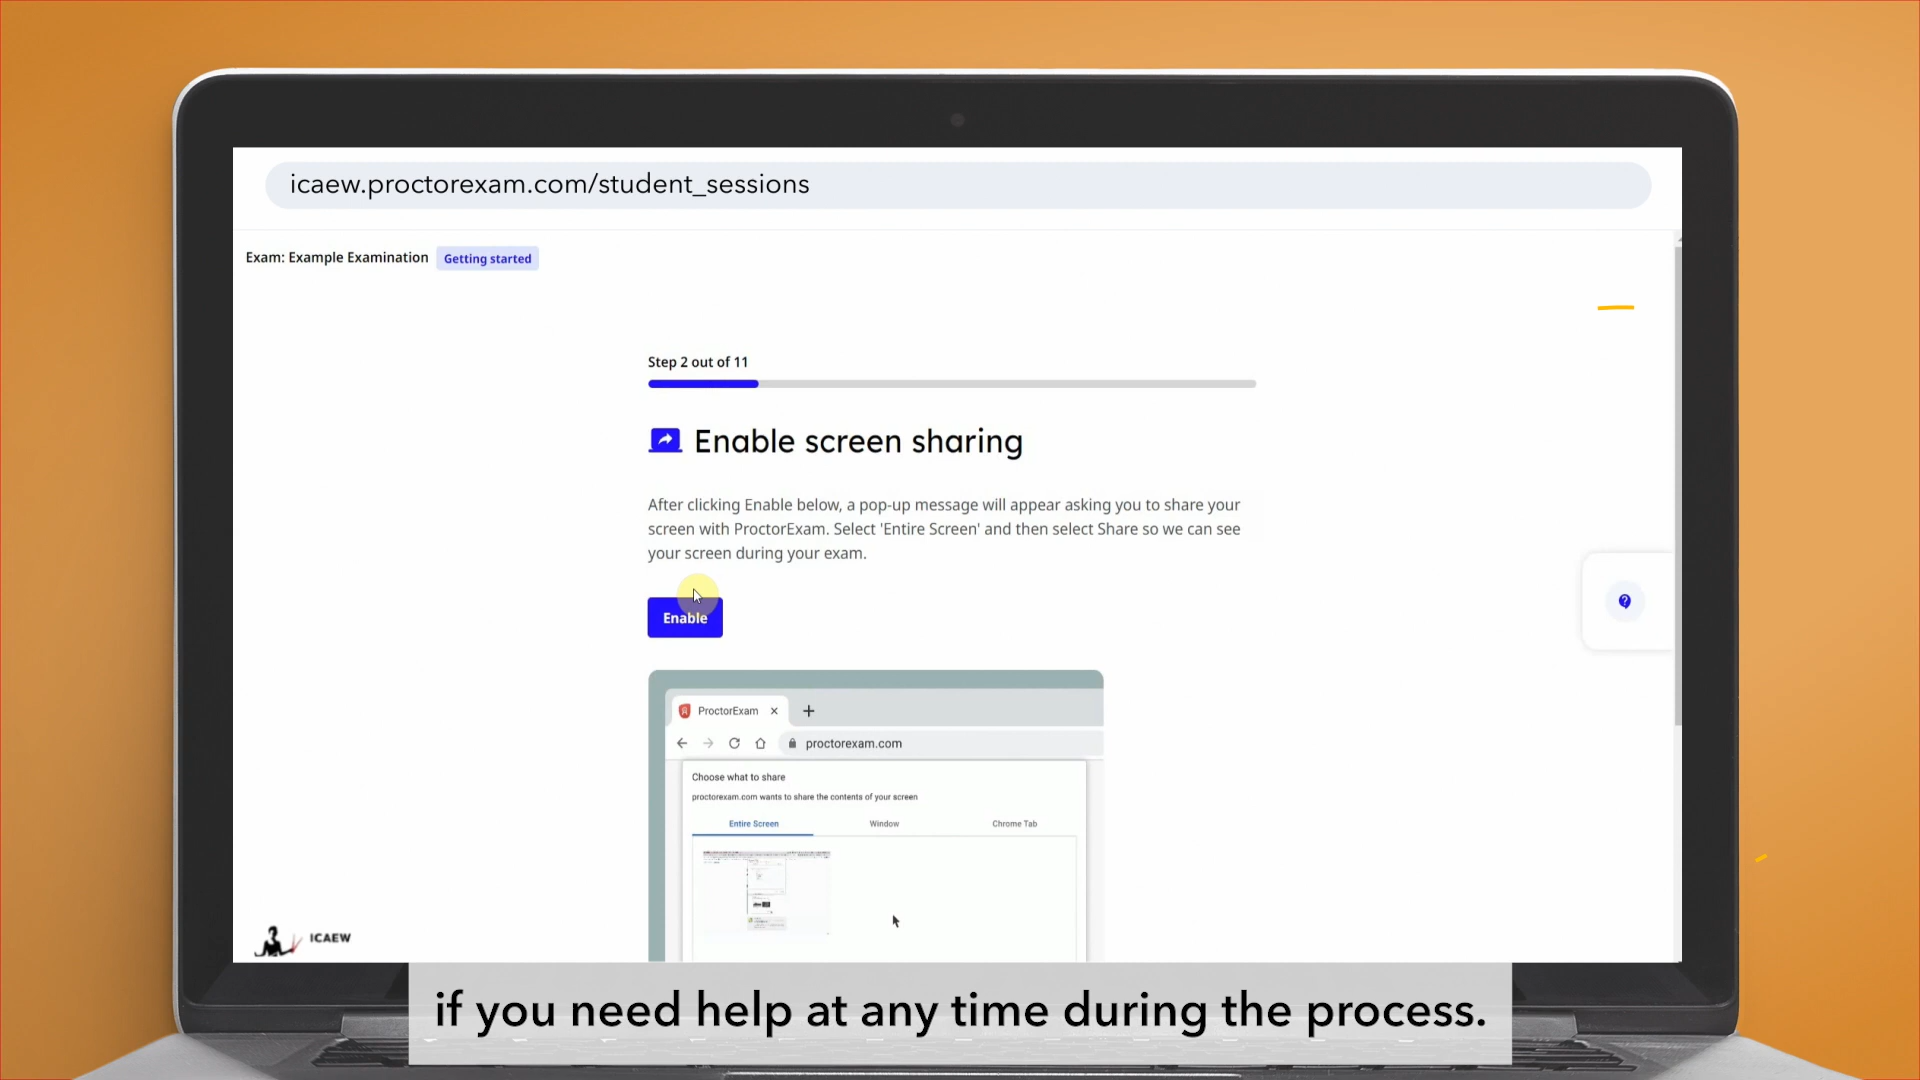 icaew.proctorexam.com/student_sessions
Exam: Example Examination Getting started
Step 2 out of 11
Enable screen sharing
After clicking Enable below, a pop-up message will appear asking you to share your
screen with ProctorExam. Select 'Entire Screen' and then select Share so we can see
your screen during your exam.
Enable
ProctorExam
proctorexam.com
Choose what to share
proctorexam.com wants to share the contents of your screen
Entire Screen Window Chrome Tab
ICAEW
if you need help at any time during the process.